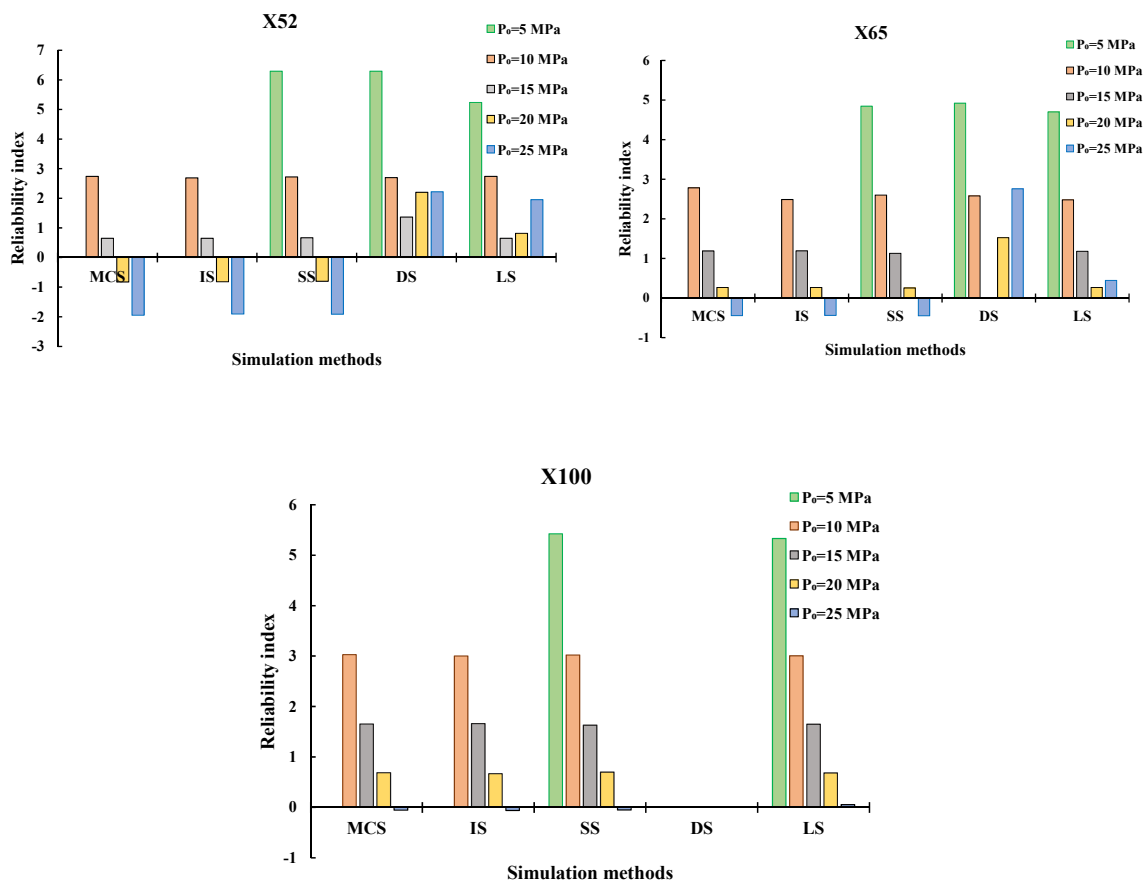 X52
Reliabbility index
7
6
5
4
3
2
1
0
-1
-2
-3
MCS
IS
SS
DS
LS
Simulation methods
Pₒ=5 MPa
Pₒ=10 MPa
Pₒ=15 MPa
Pₒ=20 MPa
Pₒ=25 MPa
X65
Reliability index
6
5
4
3
2
1
0
-1
MCS
IS
SS
DS
LS
Simulation methods
Pₒ=5 MPa
Pₒ=10 MPa
Pₒ=15 MPa
Pₒ=20 MPa
Pₒ=25 MPa
X100
Reliability index
6
5
4
3
2
1
0
-1
MCS
IS
SS
DS
LS
Simulation methods
Pₒ=5 MPa
Pₒ=10 MPa
Pₒ=15 MPa
Pₒ=20 MPa
Pₒ=25 MPa